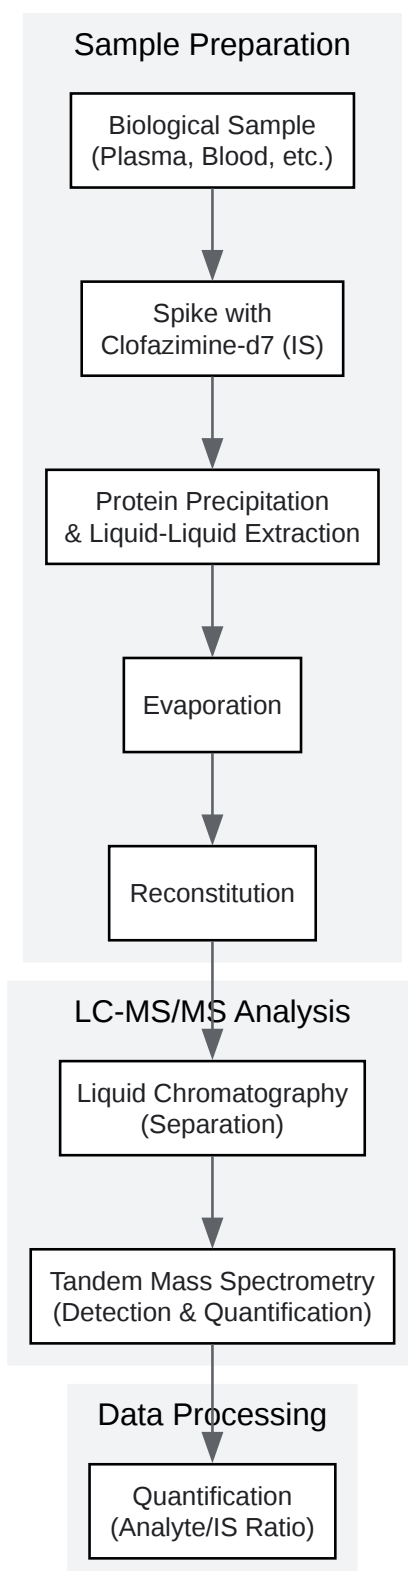 Sample Preparation
Biological Sample
(Plasma, Blood, etc.)
Spike with
Clofazimine-d7 (IS)
Protein Precipitation
& Liquid-Liquid Extraction
Evaporation
Reconstitution
LC-MS/MS Analysis
Liquid Chromatography
(Separation)
Tandem Mass Spectrometry
(Detection & Quantification)
Data Processing
Quantification
(Analyte/IS Ratio)